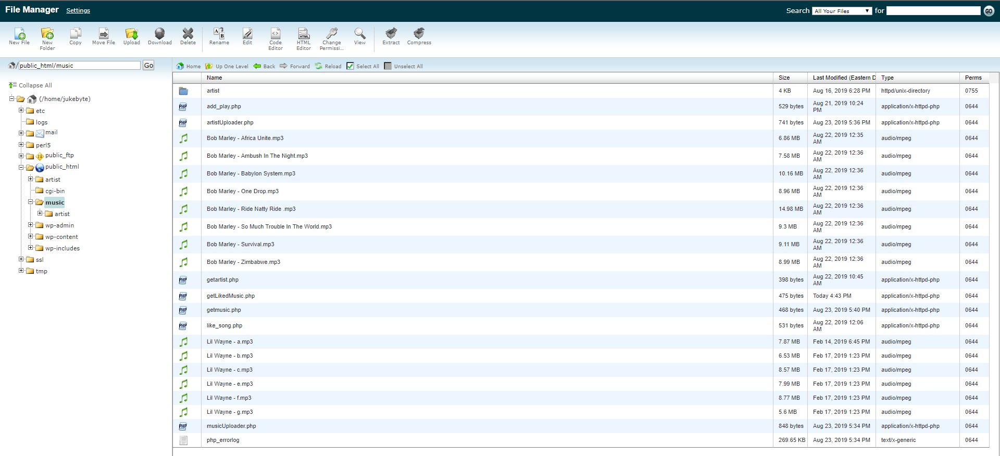 File Manager Settings Search All Your Files for GO
New File New Folder Copy Move File Upload Download Delete Rename Edit Code Editor HTML Editor Change Permissi... View Extract Compress
/ public_html/music Go
Home Up One Level Back Forward Reload Select All Unselect All
Collapse All
(/home/jukebyte)
etc
logs
mail
perl5
public_ftp
public_html
artist
cgi-bin
music
artist
wp-admin
wp-content
wp-includes
ssl
tmp
Name Size Last Modified (Eastern D Type Perms
artist 4 KB Aug 16, 2019 6:28 PM httpd/unix-directory 0755
add_play.php 529 bytes Aug 21, 2019 10:24 PM application/x-httpd-php 0644
artistUploader.php 741 bytes Aug 23, 2019 5:36 PM application/x-httpd-php 0644
Bob Marley - Africa Unite.mp3 6.86 MB Aug 22, 2019 12:35 AM audio/mpeg 0644
Bob Marley - Ambush In The Night.mp3 7.58 MB Aug 22, 2019 12:36 AM audio/mpeg 0644
Bob Marley - Babylon System.mp3 10.16 MB Aug 22, 2019 12:36 AM audio/mpeg 0644
Bob Marley - One Drop.mp3 8.96 MB Aug 22, 2019 12:36 AM audio/mpeg 0644
Bob Marley - Ride Natty Ride .mp3 14.98 MB Aug 22, 2019 12:36 AM audio/mpeg 0644
Bob Marley - So Much Trouble In The World.mp3 9.3 MB Aug 22, 2019 12:36 AM audio/mpeg 0644
Bob Marley - Survival.mp3 9.11 MB Aug 22, 2019 12:36 AM audio/mpeg 0644
Bob Marley - Zimbabwe.mp3 8.99 MB Aug 22, 2019 12:36 AM audio/mpeg 0644
getartist.php 398 bytes Aug 22, 2019 10:45 AM application/x-httpd-php 0644
getLikedMusic.php 475 bytes Today 4:43 PM application/x-httpd-php 0644
getmusic.php 468 bytes Aug 23, 2019 5:40 PM application/x-httpd-php 0644
like_song.php 531 bytes Aug 22, 2019 12:06 AM application/x-httpd-php 0644
Lil Wayne - a.mp3 7.87 MB Feb 14, 2019 6:45 PM audio/mpeg 0644
Lil Wayne - b.mp3 6.53 MB Feb 17, 2019 1:23 PM audio/mpeg 0644
Lil Wayne - c.mp3 8.57 MB Feb 17, 2019 1:23 PM audio/mpeg 0644
Lil Wayne - e.mp3 7.99 MB Feb 17, 2019 1:23 PM audio/mpeg 0644
Lil Wayne - f.mp3 8.77 MB Feb 17, 2019 1:23 PM audio/mpeg 0644
Lil Wayne - g.mp3 5.6 MB Feb 17, 2019 1:23 PM audio/mpeg 0644
musicUploader.php 848 bytes Aug 23, 2019 5:34 PM application/x-httpd-php 0644
php_errorlog 269.65 KB Aug 23, 2019 5:34 PM text/x-generic 0644